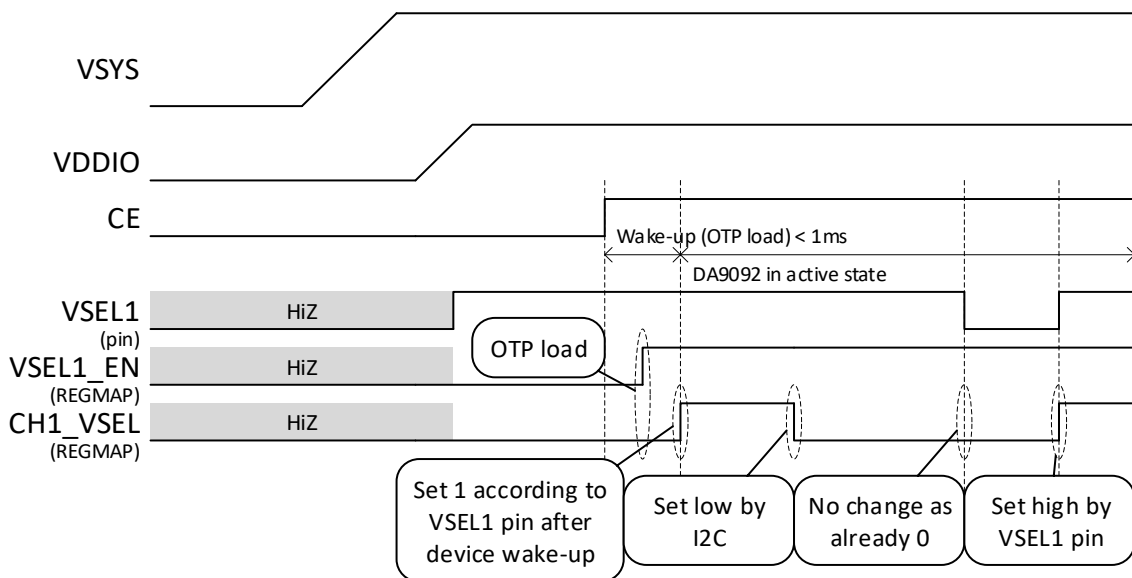 VSYS
VDDIO
CE
Wake-up (OTP load) < 1ms
DA9092 in active state
VSEL1
(pin)
HiZ
OTP load
VSEL1_EN
(REGMAP)
HiZ
CH1_VSEL
(REGMAP)
HiZ
Set 1 according to
VSEL1 pin after
device wake-up
Set low by
I2C
No change as
already 0
Set high by
VSEL1 pin